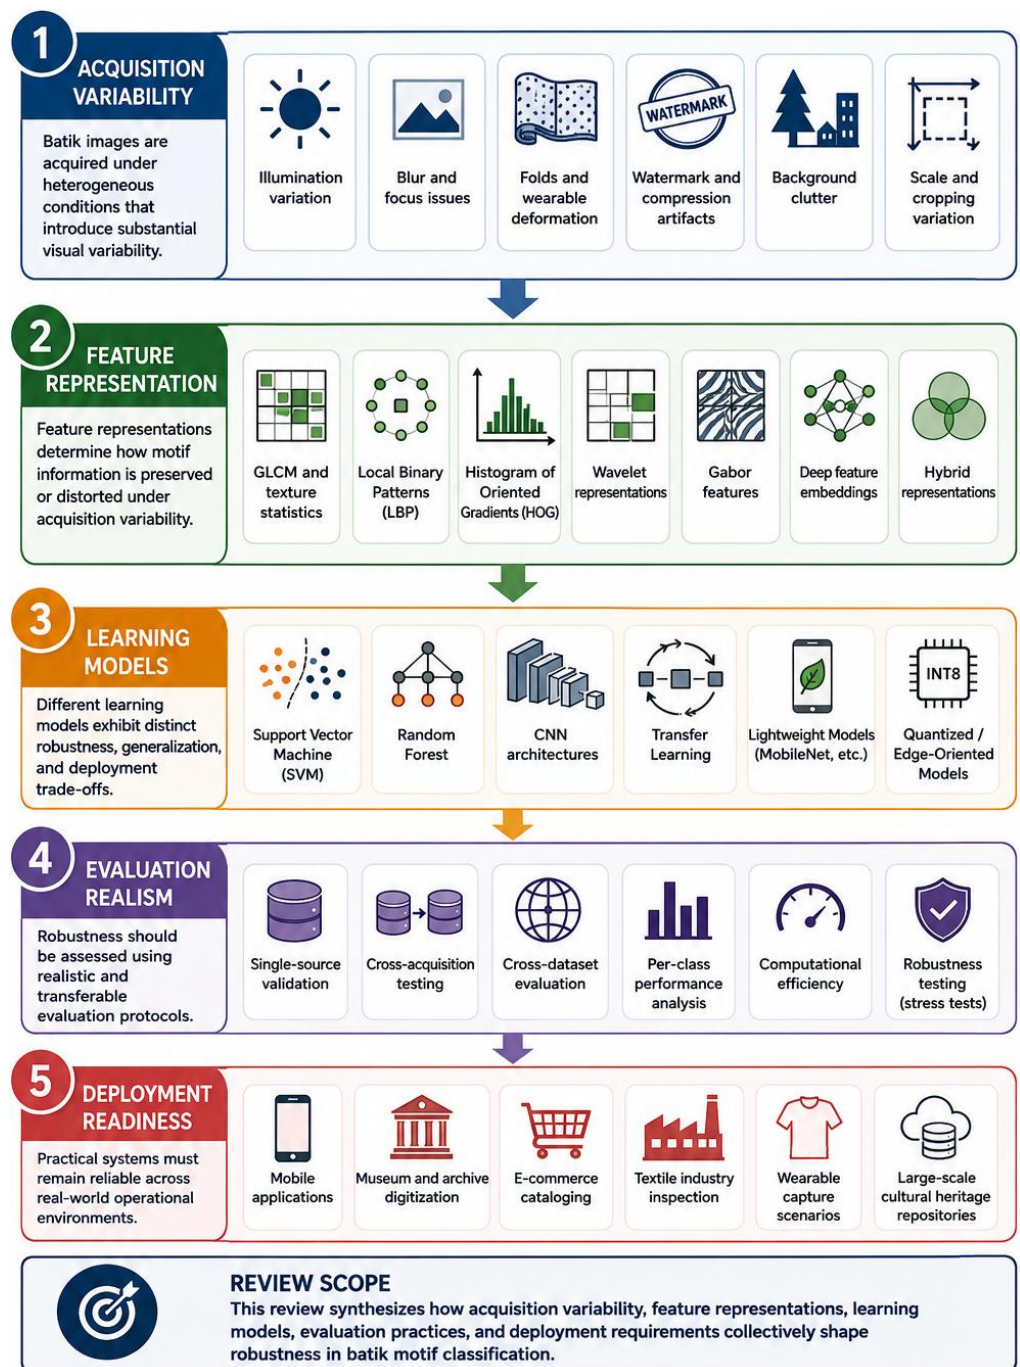 1
ACQUISITION
VARIABILITY
Batik images are
acquired under
heterogeneous
conditions that
introduce substantial
visual variability.
Illumination
variation
Blur and
focus issues
Folds and
wearable
deformation
WATERMARK
Watermark and
compression
artifacts
Background
clutter
Scale and
cropping
variation
2
FEATURE
REPRESENTATION
Feature representations
determine how motif
information is preserved
or distorted under
acquisition variability.
GLCM and
texture
statistics
Local Binary
Patterns
(LBP)
Histogram of
Oriented
Gradients (HOG)
Wavelet
representations
Gabor
features
Deep feature
embeddings
Hybrid
representations
3
LEARNING
MODELS
Different learning
models exhibit distinct
robustness, generalization,
and deployment
trade-offs.
Support Vector
Machine
(SVM)
Random
Forest
CNN
architectures
Transfer
Learning
Lightweight Models
(MobileNet, etc.)
INT8
Quantized /
Edge-Oriented
Models
4
EVALUATION
REALISM
Robustness should
be assessed using
realistic and
transferable
evaluation protocols.
Single-source
validation
Cross-acquisition
testing
Cross-dataset
evaluation
Per-class
performance
analysis
Computational
efficiency
Robustness
testing
(stress tests)
5
DEPLOYMENT
READINESS
Practical systems must
remain reliable across
real-world operational
environments.
Mobile
applications
Museum and archive
digitization
E-commerce
cataloging
Textile industry
inspection
Wearable
capture
scenarios
Large-scale
cultural heritage
repositories
REVIEW SCOPE
This review synthesizes how acquisition variability, feature representations, learning
models, evaluation practices, and deployment requirements collectively shape
robustness in batik motif classification.